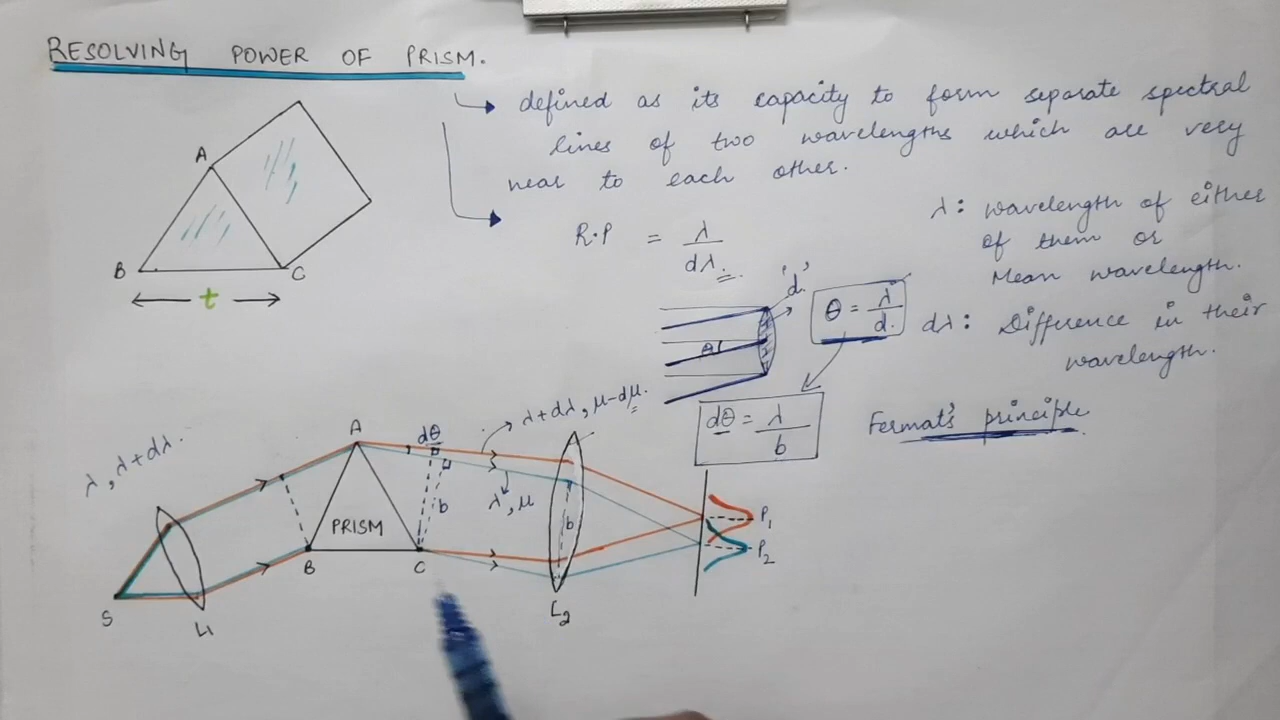 RESOLVING POWER OF PRISM.
defined as its capacity to form separate spectral
lines of two wavelengths which are very
near to each other.
R.P = λ/dλ
λ: wavelength of either
of them or
Mean wavelength.
dλ: Difference in their
wavelength.
A
B
C
t
'd'
θ
θ = λ/d.
dθ = λ/b
Fermat's principle
λ, λ+dλ.
S
L1
A
B
C
PRISM
dθ
b
λ+dλ, μ-dμ.
λ, μ
b
L2
P1
P2